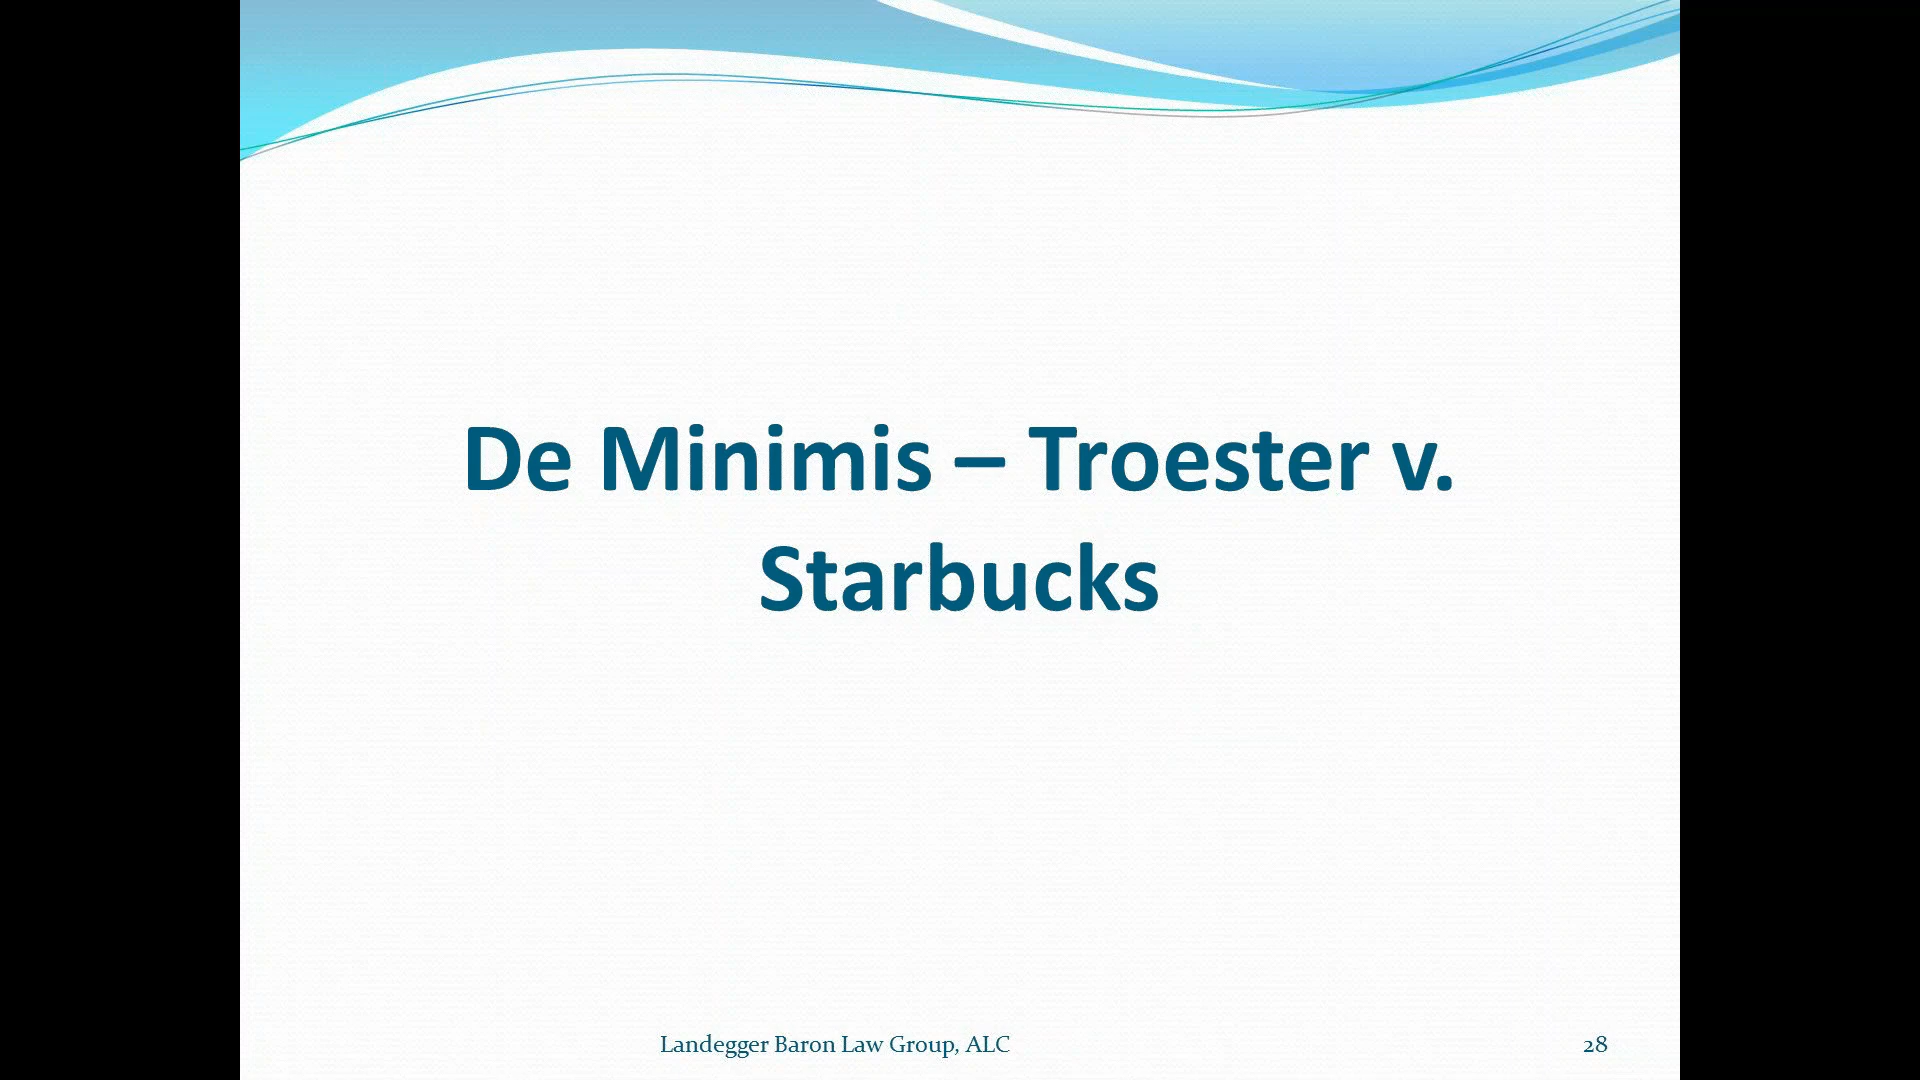 De Minimis – Troester v.
Starbucks
Landegger Baron Law Group, ALC
28